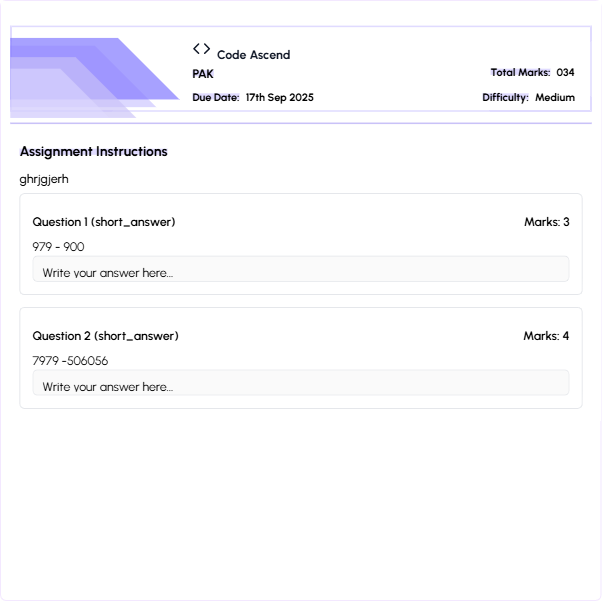 <> Code Ascend
PAK
Total Marks: 034
Due Date: 17th Sep 2025
Difficulty: Medium
Assignment Instructions
ghrjgjerh
Question 1 (short_answer)
Marks: 3
979 - 900
Write your answer here...
Question 2 (short_answer)
Marks: 4
7979 -506056
Write your answer here...